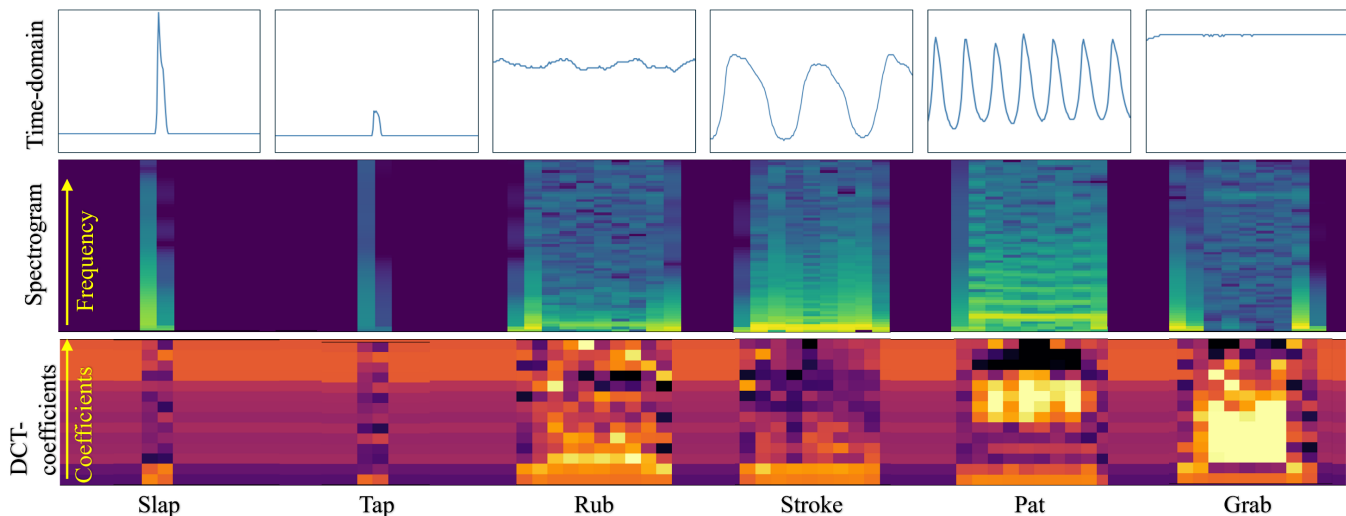 Time-domain
Spectrogram
Frequency
DCT-
coefficients
Coefficients
Slap
Tap
Rub
Stroke
Pat
Grab